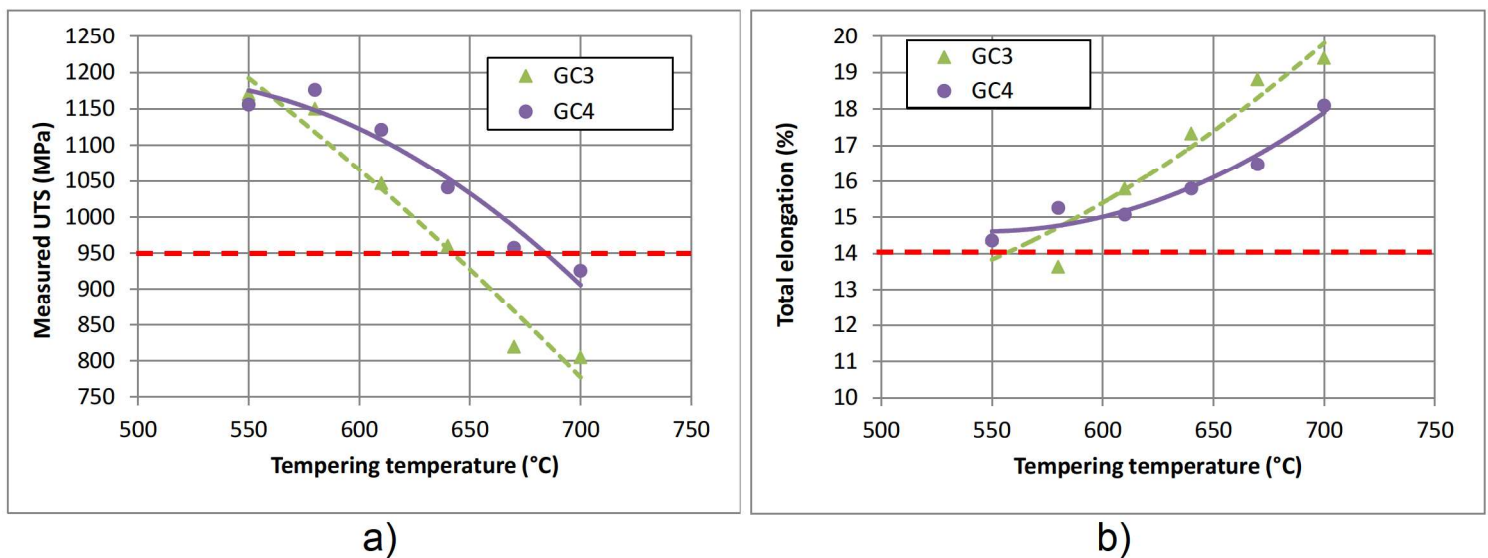 1250
1200
1150
1100
1050
1000
950
900
850
800
750
Measured UTS (MPa)
GC3
GC4
500 550 600 650 700 750
Tempering temperature (°C)
a)
20
19
18
17
16
15
14
13
12
11
10
Total elongation (%)
GC3
GC4
500 550 600 650 700 750
Tempering temperature (°C)
b)